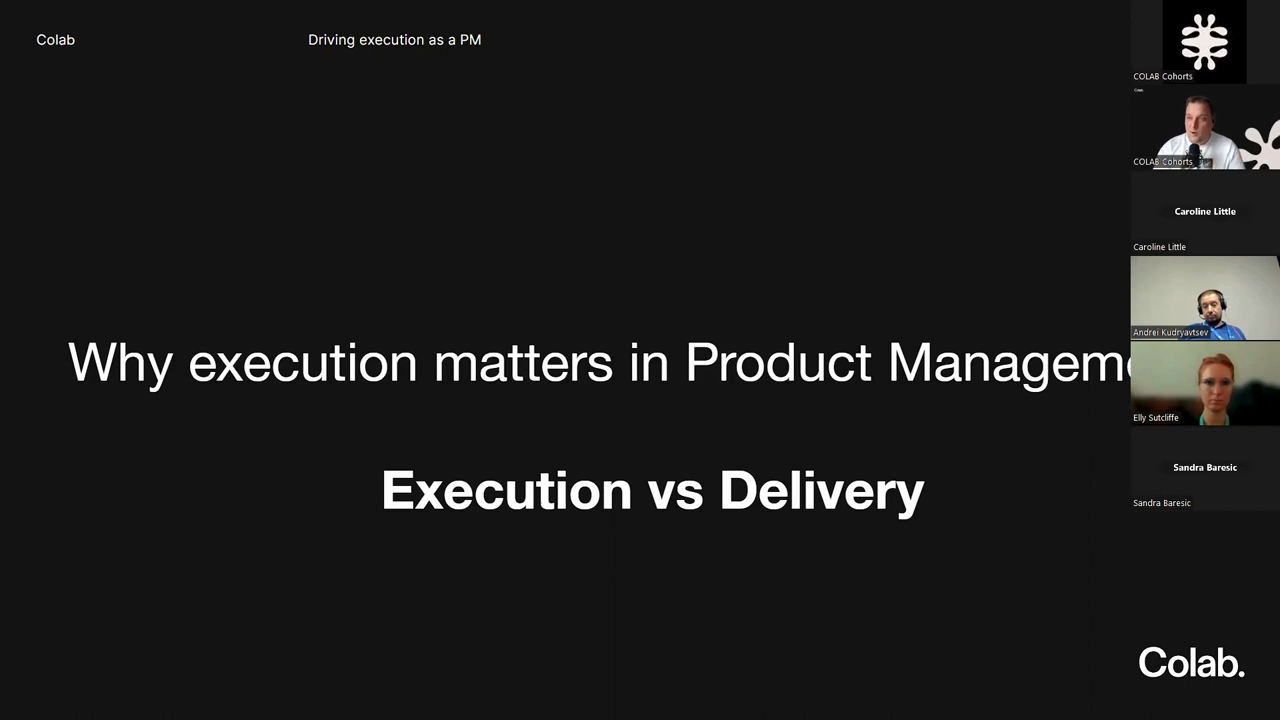 Colab
Driving execution as a PM
Why execution matters in Product Manageme
Execution vs Delivery
Colab.
COLAB Cohorts
COLAB Cohorts
Caroline Little
Caroline Little
Andrei Kudryavtsev
Elly Sutcliffe
Sandra Baresic
Sandra Baresic